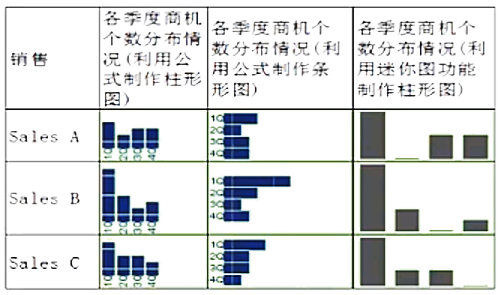 销售
各季度商机个
个数分布情
况(利用公
式制作柱形
图)
各季度商机个
数分布情况(利
用公式制作条
形图)
各季度商机个
数分布情况(利
用迷你图功能
制作柱形图)
Sales A
1Q 2Q 3Q 4Q
1Q
2Q
3Q
4Q
Sales B
1Q 2Q 3Q 4Q
1Q
2Q
3Q
4Q
Sales C
1Q 2Q 3Q 4Q
1Q
2Q
3Q
4Q